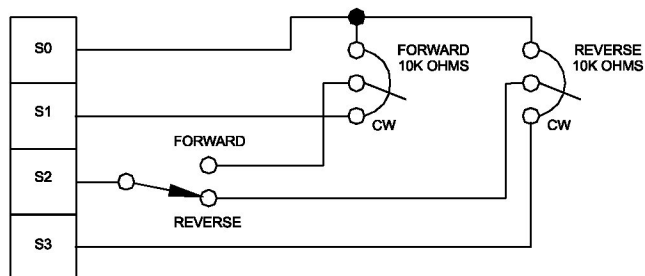 S0
FORWARD
10K OHMS
REVERSE
10K OHMS
S1
CW
CW
FORWARD
S2
REVERSE
S3